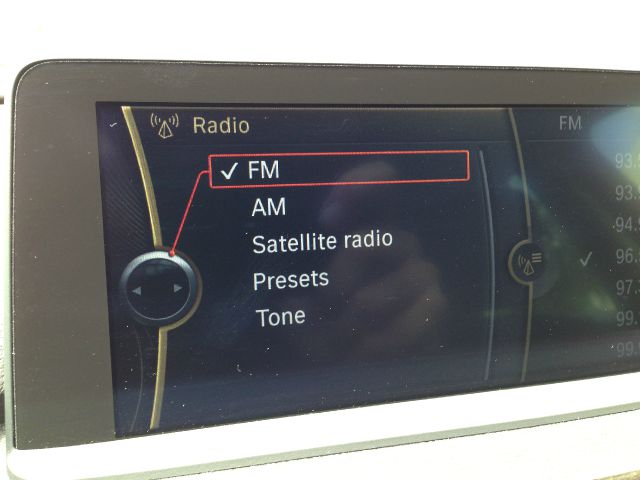 Radio
FM
AM
Satellite radio
Presets
Tone
FM